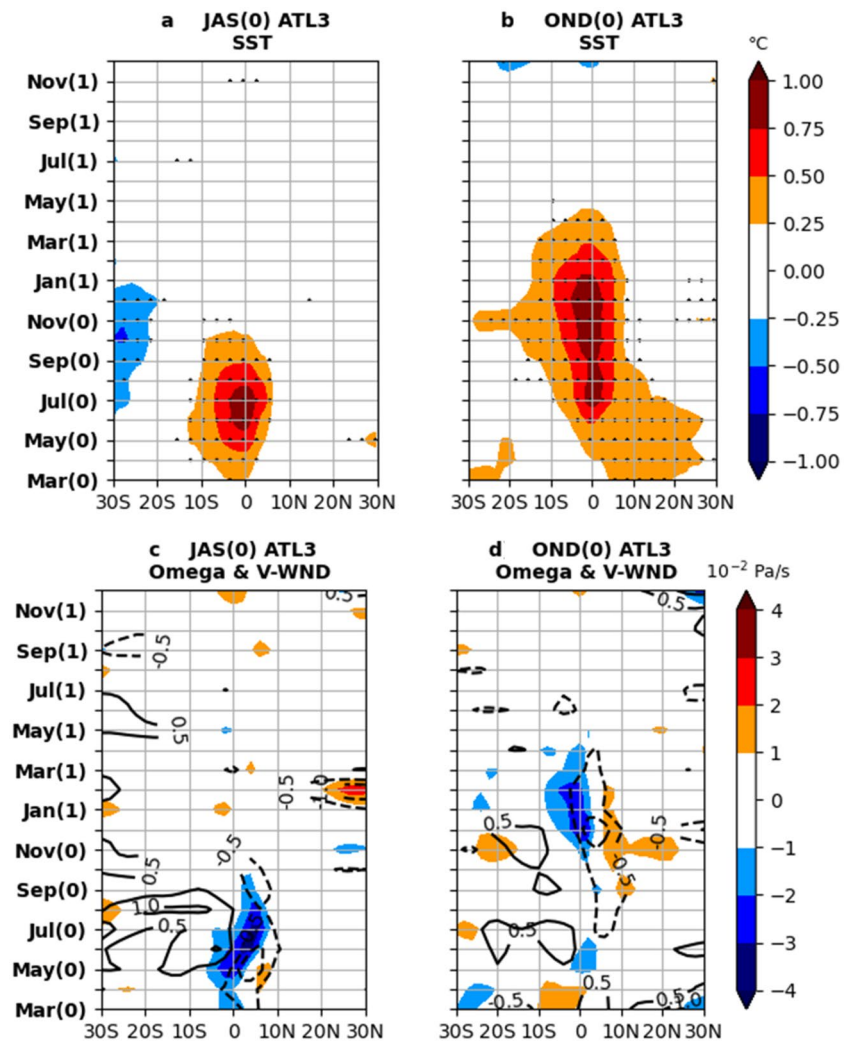 a JAS(0) ATL3
SST
b OND(0) ATL3
SST
°C
Nov(1)
Sep(1)
Jul(1)
May(1)
Mar(1)
Jan(1)
Nov(0)
Sep(0)
Jul(0)
May(0)
Mar(0)
30S 20S 10S 0 10N 20N 30N
30S 20S 10S 0 10N 20N 30N
1.00
0.75
0.50
0.25
0.00
−0.25
−0.50
−0.75
−1.00
c JAS(0) ATL3
Omega & V-WND
d OND(0) ATL3
Omega & V-WND
10−2 Pa/s
Nov(1)
Sep(1)
Jul(1)
May(1)
Mar(1)
Jan(1)
Nov(0)
Sep(0)
Jul(0)
May(0)
Mar(0)
0.5
-0.5
0.5
-0.5
-1.0
-0.5
0.5
1.0
0.5
30S 20S 10S 0 10N 20N 30N
0.5
0.5
-0.5
-0.5
0.5
0.5
-0.5
0.5
30S 20S 10S 0 10N 20N 30N
4
3
2
1
0
−1
−2
−3
−4